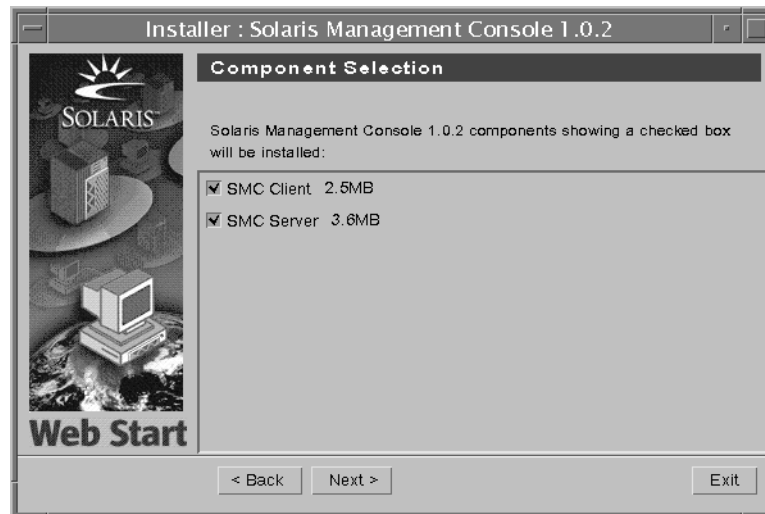 Installer : Solaris Management Console 1.0.2
SOLARIS™
Component Selection
Solaris Management Console 1.0.2 components showing a checked box
will be installed:
SMC Client 2.5MB
SMC Server 3.6MB
Web Start
< Back
Next >
Exit